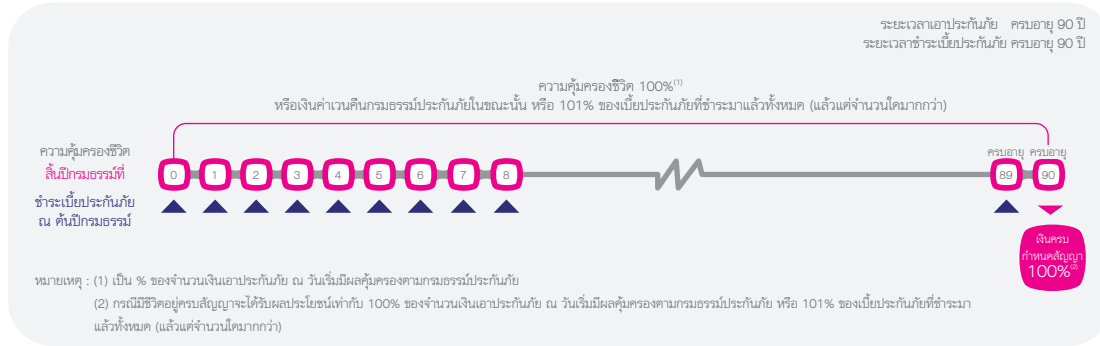 ระยะเวลาเอาประกันภัย ครบอายุ 90 ปี
ระยะเวลาชำระเบี้ยประกันภัย ครบอายุ 90 ปี
ความคุ้มครองชีวิต 100%(1)
หรือเงินค่าเวนคืนกรมธรรม์ประกันภัยในขณะนั้น หรือ 101% ของเบี้ยประกันภัยที่ชำระมาแล้วทั้งหมด (แล้วแต่จำนวนใดมากกว่า)
ความคุ้มครองชีวิต
ครบอายุ ครบอายุ
สิ้นปีกรมธรรม์ที่ 0 1 2 3 4 5 6 7 8 89 90
ชำระเบี้ยประกันภัย
ณ ต้นปีกรมธรรม์
เงินครบ
กำหนดสัญญา
100%(2)
หมายเหตุ : (1) เป็น % ของจำนวนเงินเอาประกันภัย ณ วันเริ่มมีผลคุ้มครองตามกรมธรรม์ประกันภัย
(2) กรณีมีชีวิตอยู่ครบสัญญาจะได้รับผลประโยชน์เท่ากับ 100% ของจำนวนเงินเอาประกันภัย ณ วันเริ่มมีผลคุ้มครองตามกรมธรรม์ประกันภัย หรือ 101% ของเบี้ยประกันภัยที่ชำระมา
แล้วทั้งหมด (แล้วแต่จำนวนใดมากกว่า)